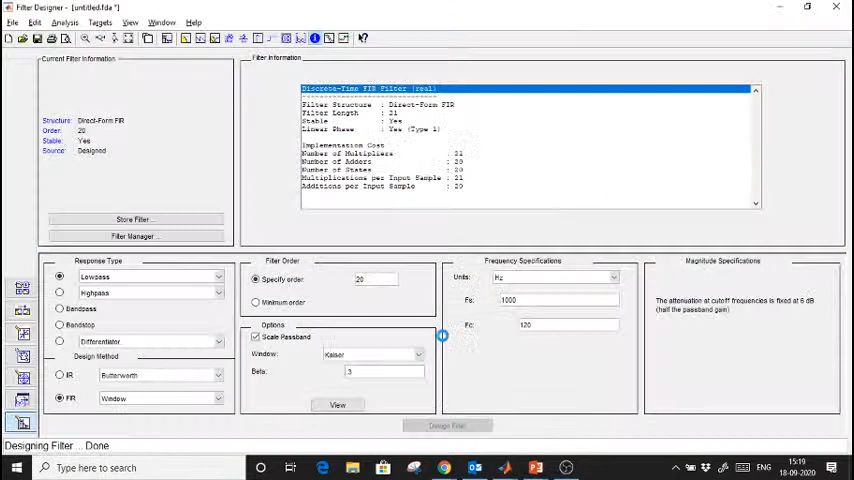 Filter Designer - [untitled.fda *]
File Edit Analysis Targets View Window Help
Current Filter Information
Structure: Direct-Form FIR
Order: 20
Stable: Yes
Source: Designed
Store Filter ...
Filter Manager ...
Filter Information
Discrete-Time FIR Filter (real)
-------------------------------
Filter Structure : Direct-Form FIR
Filter Length : 21
Stable : Yes
Linear Phase : Yes (Type 1)
Implementation Cost
Number of Multipliers : 21
Number of Adders : 20
Number of States : 20
Multiplications per Input Sample : 21
Additions per Input Sample : 20
Response Type
Lowpass
Highpass
Bandpass
Bandstop
Differentiator
Design Method
IIR Butterworth
FIR Window
Filter Order
Specify order: 20
Minimum order
Options
Scale Passband
Window: Kaiser
Beta: 3
View
Frequency Specifications
Units: Hz
Fs: 1000
Fc: 120
Magnitude Specifications
The attenuation at cutoff frequencies is fixed at 6 dB
(half the passband gain)
Design Filter
Designing Filter ... Done
Type here to search
ENG
15:19
18-09-2020